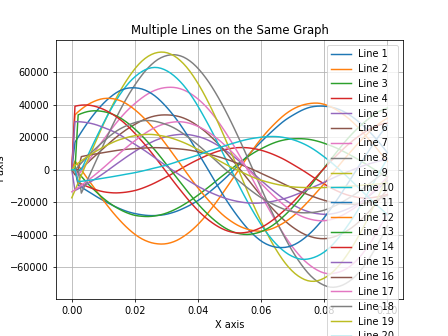 Multiple Lines on the Same Graph
60000
40000
20000
0
−20000
−40000
−60000
axis
0.00
0.02
0.04
0.06
X axis
Line 1
Line 2
Line 3
Line 4
Line 5
Line 6
Line 7
Line 8
Line 9
Line 10
Line 12
Line 13
Line 14
Line 15
Line 16
Line 17
Line 18
Line 19
Line 20